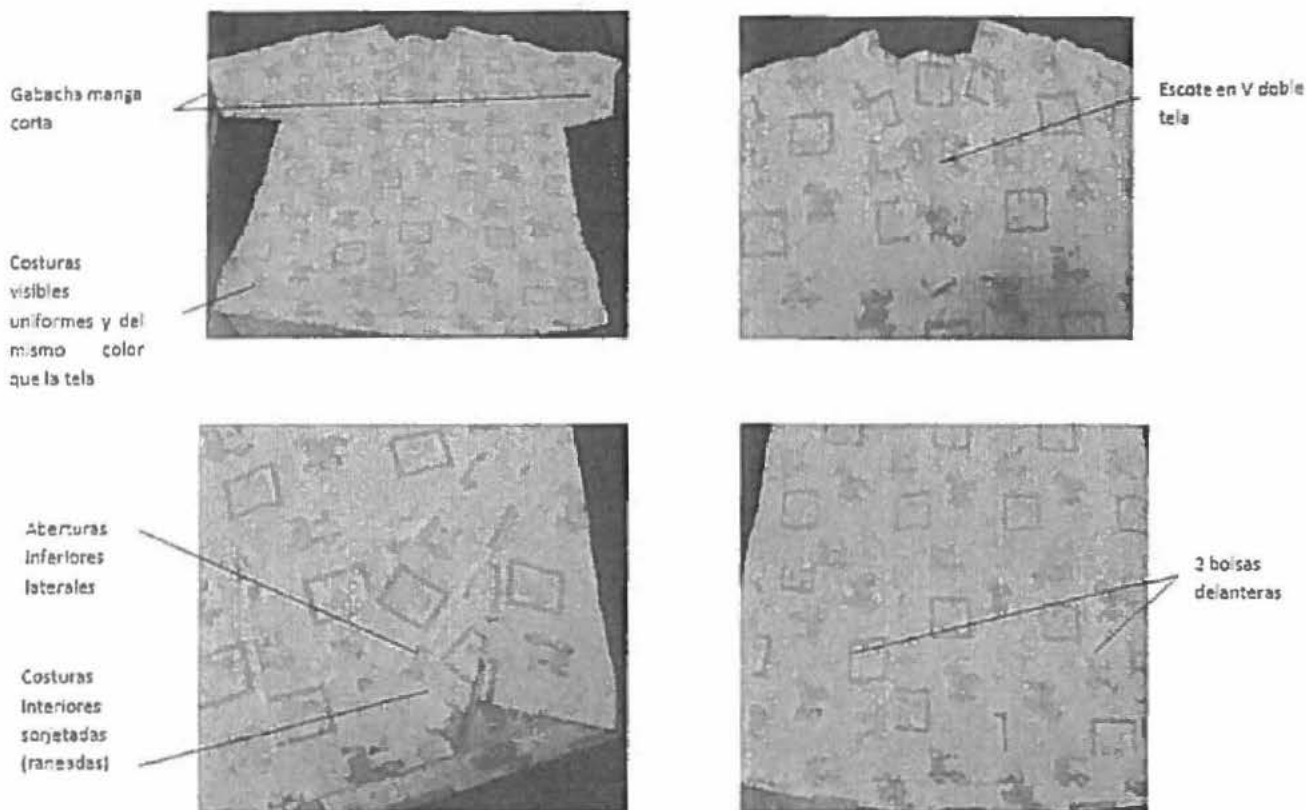 Gabacha manga
corta
Escote en V doble
tela
Costuras
visibles
uniformes y del
mismo color
que la tela
Aberturas
inferiores
laterales
2 bolsas
delanteras
Costuras
Interiores
sorjetadas
(raneadas)